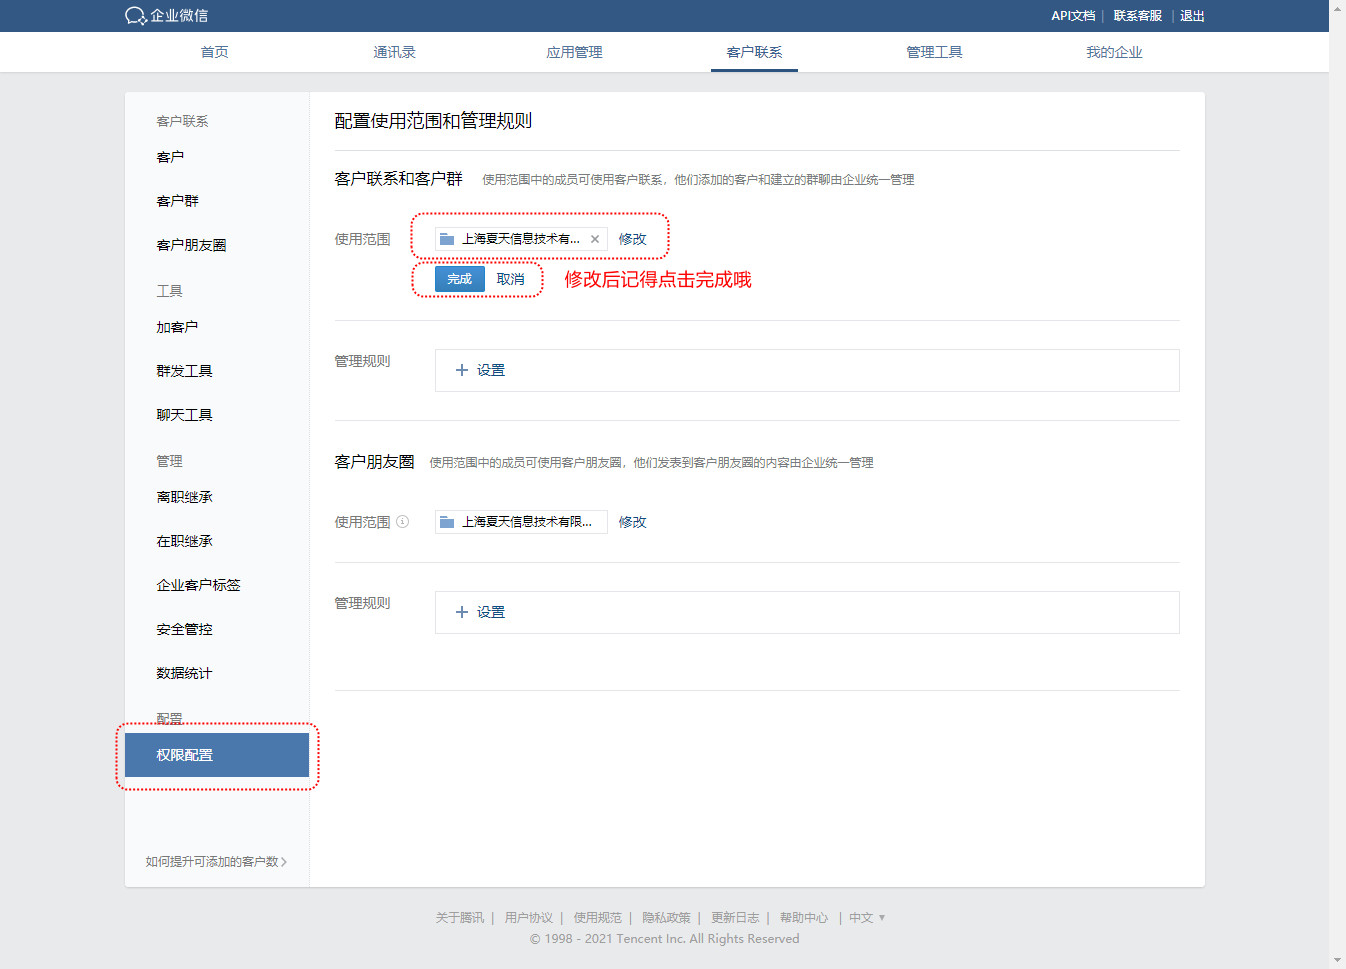 企业微信
API文档 | 联系客服 | 退出
首页 通讯录 应用管理 客户联系 管理工具 我的企业
客户联系
客户
客户群
客户朋友圈
工具
加客户
群发工具
聊天工具
管理
离职继承
在职继承
企业客户标签
安全管控
数据统计
配置
权限配置
如何提升可添加的客户数
配置使用范围和管理规则
客户联系和客户群 使用范围中的成员可使用客户联系，他们添加的客户和建立的群聊由企业统一管理
使用范围 上海夏天信息技术有... × 修改
完成 取消 修改后记得点击完成哦
管理规则 + 设置
客户朋友圈 使用范围中的成员可使用客户朋友圈，他们发表到客户朋友圈的内容由企业统一管理
使用范围 上海夏天信息技术有限... 修改
管理规则 + 设置
关于腾讯 | 用户协议 | 使用规范 | 隐私政策 | 更新日志 | 帮助中心 | 中文
© 1998 - 2021 Tencent Inc. All Rights Reserved